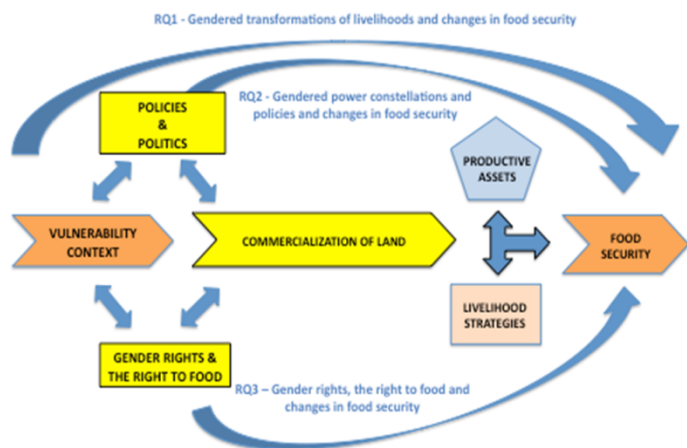 RQ1 - Gendered transformations of livelihoods and changes in food security
RQ2 - Gendered power constellations and
policies and changes in food security
POLICIES
&
POLITICS
PRODUCTIVE
ASSETS
VULNERABILITY
CONTEXT
COMMERCIALIZATION OF LAND
FOOD
SECURITY
LIVELIHOOD
STRATEGIES
GENDER RIGHTS &
THE RIGHT TO FOOD
RQ3 – Gender rights, the right to food and
changes in food security